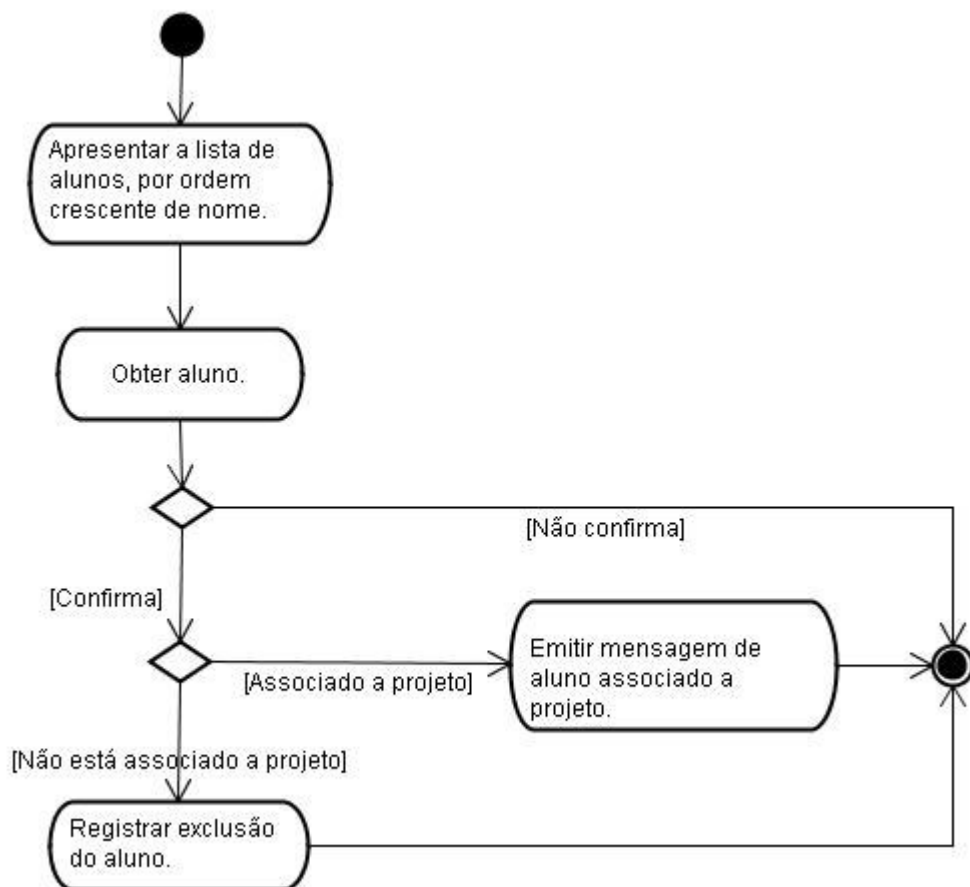 Apresentar a lista de
alunos, por ordem
crescente de nome.
Obter aluno.
[Não confirma]
[Confirma]
Emitir mensagem de
aluno associado a
projeto.
[Associado a projeto]
[Não está associado a projeto]
Registrar exclusão
do aluno.